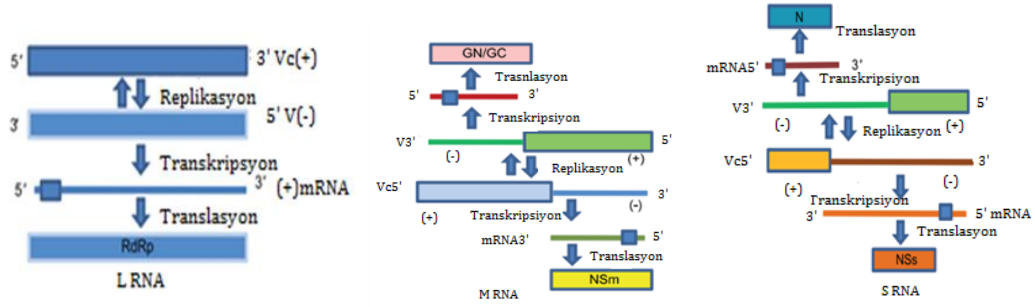 5' 3' Vc(+)
Replikasyon
3' 5' V(-)
Transkripsyon
5' 3' (+)mRNA
Translasyon
RdRp
L RNA
GN/GC
Trasnlasyon
5' 3'
Transkripsiyon
V3' 5'
(-) (+)
Replikasyon
Vc5' 3'
(+) (-)
Transkripsiyon
mRNA3' 5'
Translasyon
NSm
M RNA
N
Translasyon
mRNA5' 3'
Transkripsiyon
V3' 5'
(-) (+)
Replikasyon
Vc5' 3'
(+) (-)
Transkripsiyon
3' 5' mRNA
Translasyon
NSs
S RNA